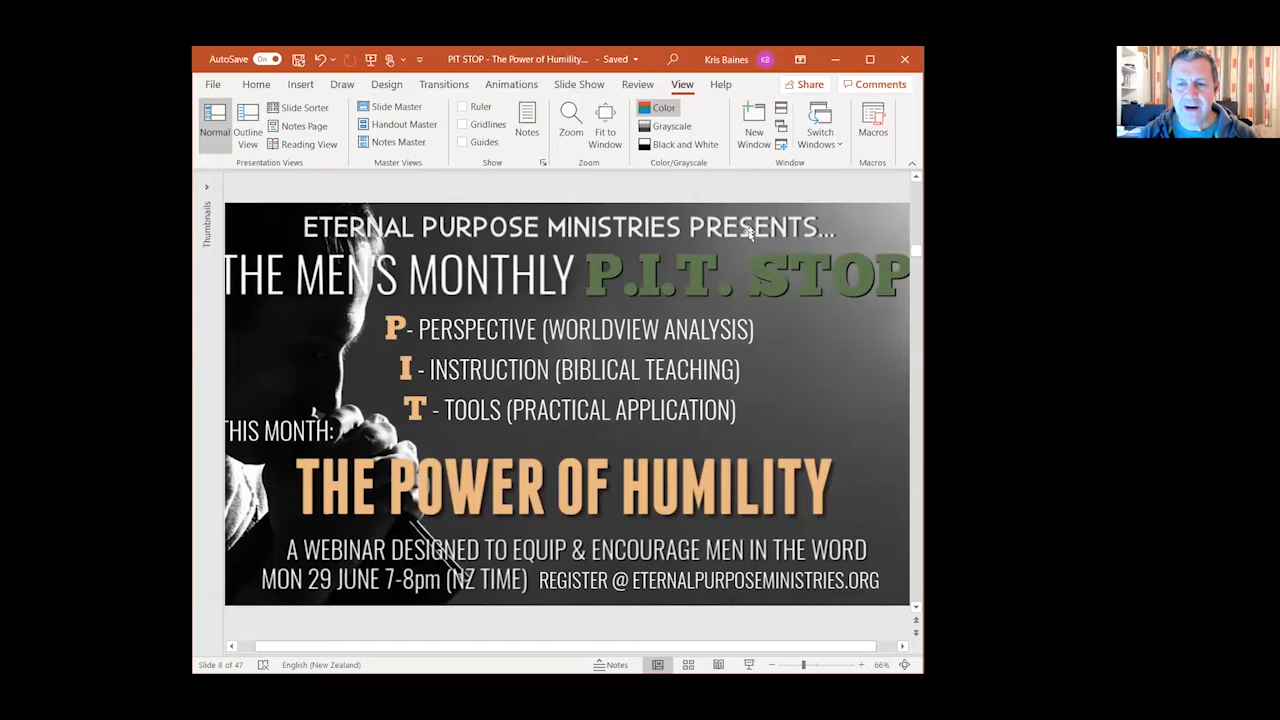 AutoSave On PIT STOP - The Power of Humility... - Saved Kris Baines KB
File Home Insert Draw Design Transitions Animations Slide Show Review View Help Share Comments
Normal
Outline View
Slide Sorter
Notes Page
Reading View
Presentation Views
Slide Master
Handout Master
Notes Master
Master Views
Ruler
Gridlines
Guides
Show
Notes
Zoom
Fit to Window
Zoom
Color
Grayscale
Black and White
Color/Grayscale
New Window
Switch Windows
Window
Macros
Macros
Thumbnails
ETERNAL PURPOSE MINISTRIES PRESENTS...
THE MEN'S MONTHLY P.I.T. STOP
P- PERSPECTIVE (WORLDVIEW ANALYSIS)
I - INSTRUCTION (BIBLICAL TEACHING)
T - TOOLS (PRACTICAL APPLICATION)
THIS MONTH:
THE POWER OF HUMILITY
A WEBINAR DESIGNED TO EQUIP & ENCOURAGE MEN IN THE WORD
MON 29 JUNE 7-8pm (NZ TIME) REGISTER @ ETERNALPURPOSEMINISTRIES.ORG
Slide 8 of 47 English (New Zealand) Notes 66%